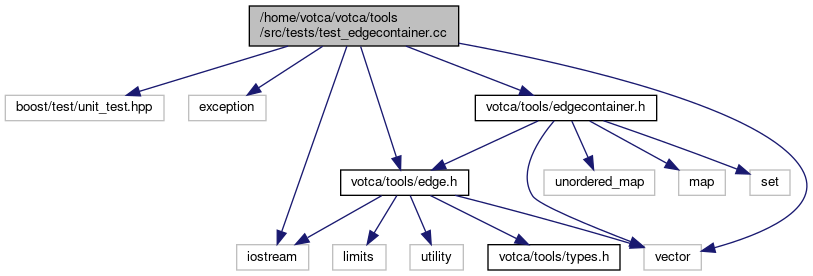 /home/votca/votca/tools
/src/tests/test_edgecontainer.cc
boost/test/unit_test.hpp
exception
votca/tools/edgecontainer.h
votca/tools/edge.h
unordered_map
map
set
iostream
limits
utility
votca/tools/types.h
vector